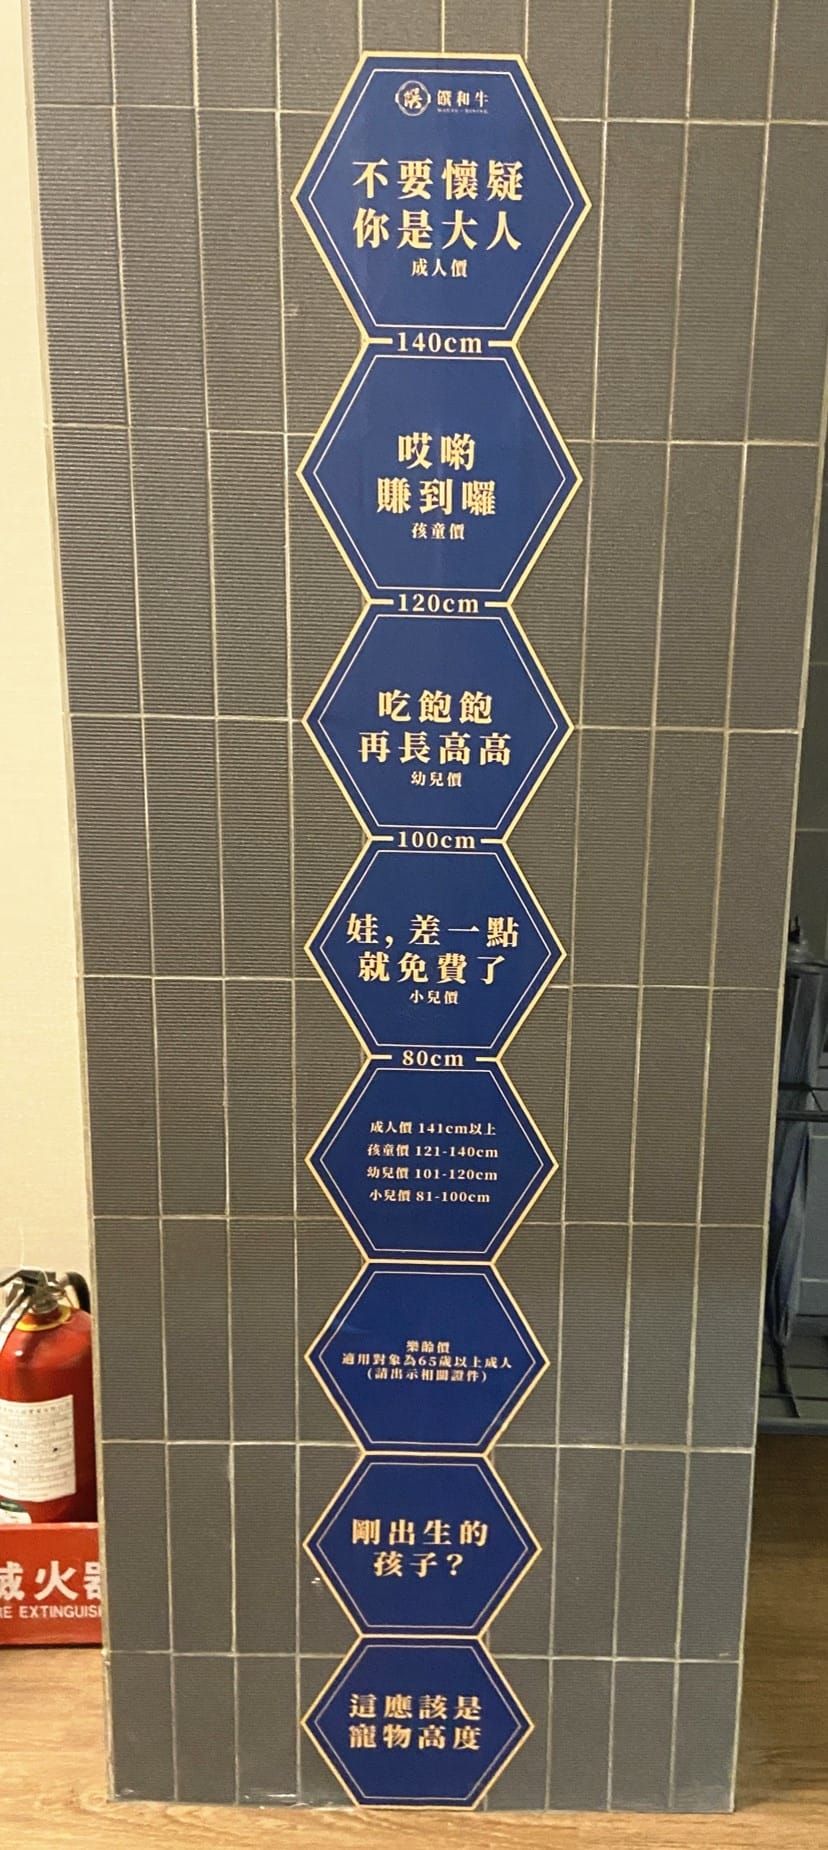 饌和牛
不要懷疑
你是大人
成人價
140cm
哎喲
賺到囉
孩童價
120cm
吃飽飽
再長高高
幼兒價
100cm
娃,差一點
就免費了
小兒價
80cm
成人價 141cm以上
孩童價 121-140cm
幼兒價 101-120cm
小兒價 81-100cm
樂齡價
適用對象為65歲以上成人
(請出示相關證件)
剛出生的
孩子?
這應該是
寵物高度
滅火器
RE EXTINGUIS